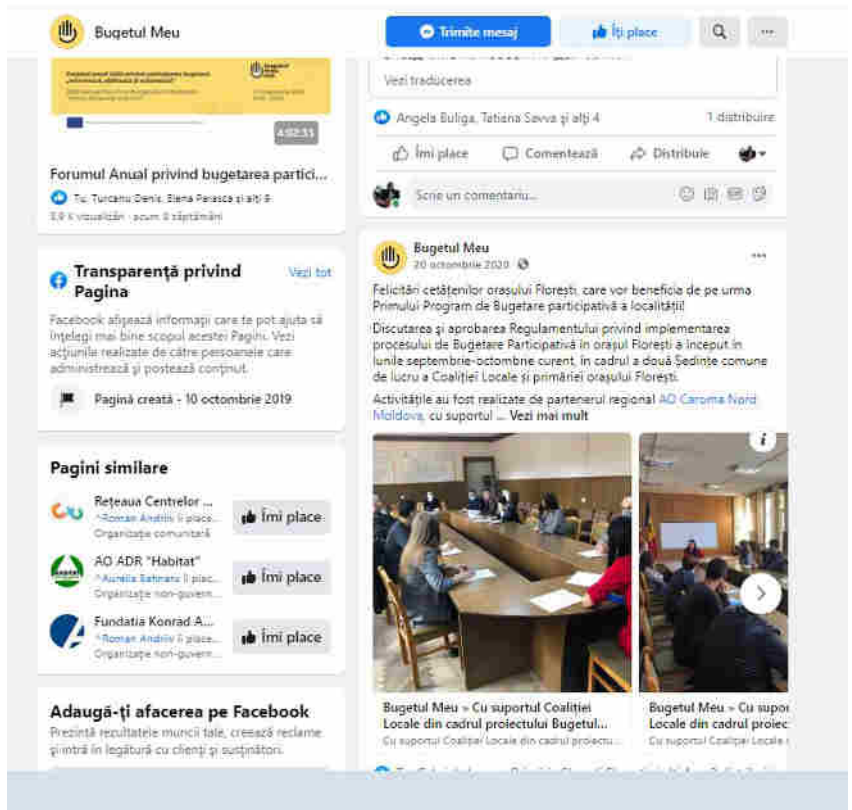 Bugetul Meu
Trimite mesaj
Îți place
4:02:33
Forumul Anual privind bugetarea partici...
Tu, Turcanu Denis, Elena Parasca și alți
acum 8 săptămâni
Transparență privind
Pagina
Vezi tot
Facebook afișează informații care te pot ajuta să
înțelegi mai bine scopul acestei Pagini. Vezi
acțiunile realizate de către persoanele care
administrează și postează conținut.
Pagină creată - 10 octombrie 2019
Pagini similare
Rețeaua Centrelor ...
^Roman Andriiv îi place...
Organizație comunitară
Îmi place
AO ADR "Habitat"
îi plac...
Organizație non-guvern...
Îmi place
Fundatia Konrad A...
^Roman Andriiv îi place...
Organizație non-guvern...
Îmi place
Adaugă-ți afacerea pe Facebook
Prezintă rezultatele muncii tale, creează reclame
și intră în legătură cu clienți și susținători.
Vezi traducerea
Angela Buliga, Tatiana Savva și alți 4
1 distribuire
Îmi place
Comentează
Distribuie
Scrie un comentariu...
Bugetul Meu
20 octombrie 2020
Felicitări cetățenilor orașului Florești, care vor beneficia de pe urma
Primului Program de Bugetare participativă a localității!
Discutarea și aprobarea Regulamentului privind implementarea
procesului de Bugetare Participativă în orașul Florești a început în
lunile septembrie-octombrie curent, în cadrul a două Ședințe comune
de lucru a Coaliției Locale și primăriei orașului Florești.
Activitățile au fost realizate de partenerul regional AO Caroma Nord
Moldova, cu suportul ... Vezi mai mult
Bugetul Meu » Cu suportul Coaliției
Locale din cadrul proiectului Bugetul...
Cu suportul Coaliției Locale din cadrul proiectu...
Bugetul Meu » Cu supor
Locale din cadrul proiec
Cu suportul Coaliției Locale